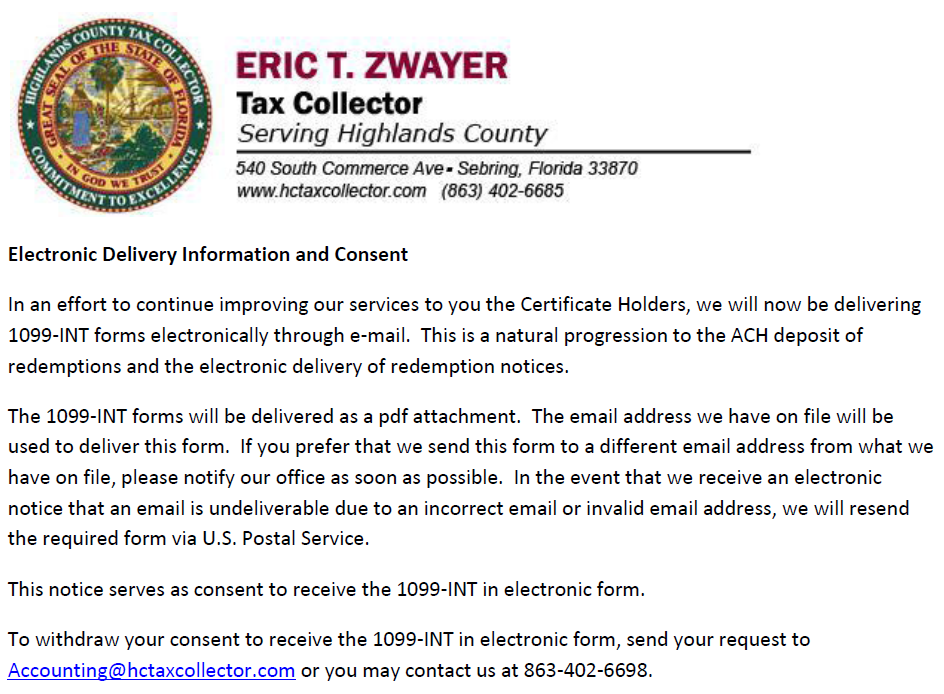 HIGHLANDS COUNTY TAX COLLECTOR
GREAT SEAL OF THE STATE OF FLORIDA
IN GOD WE TRUST
COMMITMENT TO EXCELLENCE
ERIC T. ZWAYER
Tax Collector
Serving Highlands County
540 South Commerce Ave▪ Sebring, Florida 33870
www.hctaxcollector.com (863) 402-6685
Electronic Delivery Information and Consent
In an effort to continue improving our services to you the Certificate Holders, we will now be delivering
1099-INT forms electronically through e-mail.  This is a natural progression to the ACH deposit of
redemptions and the electronic delivery of redemption notices.
The 1099-INT forms will be delivered as a pdf attachment.  The email address we have on file will be
used to deliver this form.  If you prefer that we send this form to a different email address from what we
have on file, please notify our office as soon as possible.  In the event that we receive an electronic
notice that an email is undeliverable due to an incorrect email or invalid email address, we will resend
the required form via U.S. Postal Service.
This notice serves as consent to receive the 1099-INT in electronic form.
To withdraw your consent to receive the 1099-INT in electronic form, send your request to
Accounting@hctaxcollector.com or you may contact us at 863-402-6698.